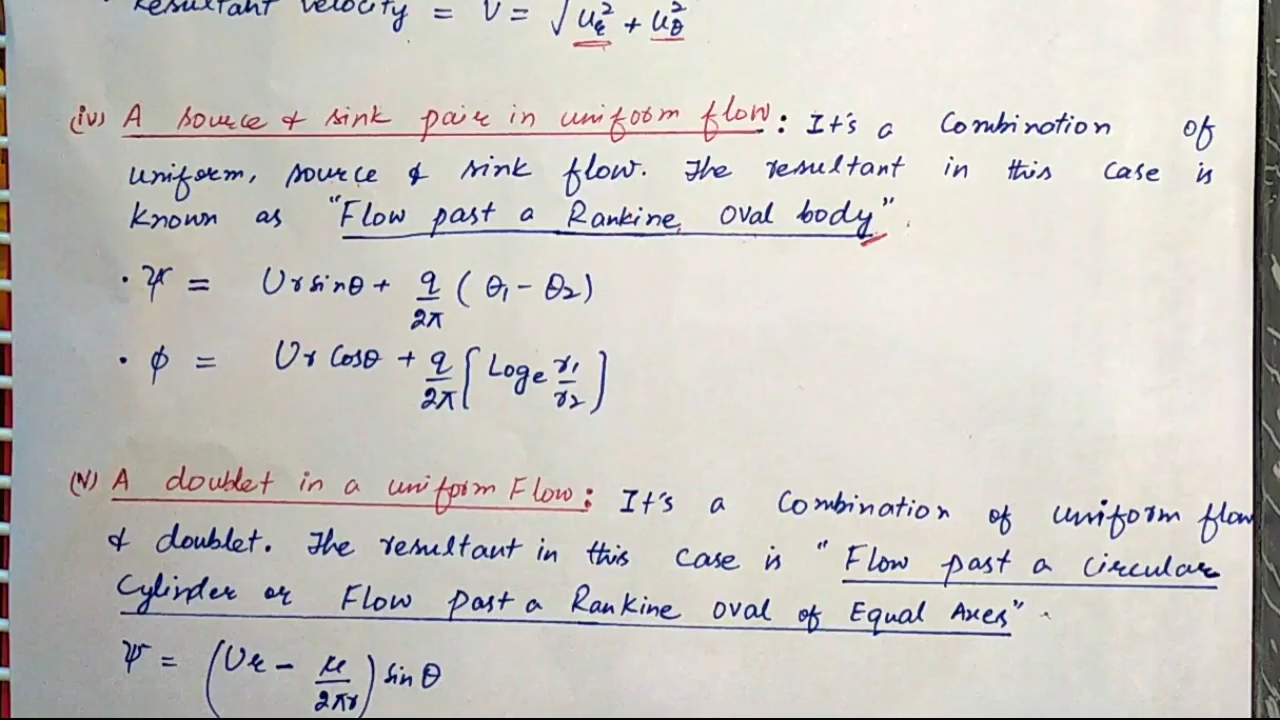 Resultant velocity = V = √u_r² + u_θ²
(iv) A source & sink pair in uniform flow: It's a Combination of
uniform, source & sink flow. The resultant in this case is
known as "Flow past a Rankine Oval body".
• ψ = Ur sinθ + q/2π (θ₁ - θ₂)
• ϕ = Ur Cosθ + q/2π [Loge r₁/r₂]
(V) A doublet in a uniform Flow: It's a Combination of uniform flow
& doublet. The resultant in this case is "Flow past a circular
Cylinder or Flow Past a Rankine oval of Equal Axes".
ψ = (Ur - μ/2πr) sin θ